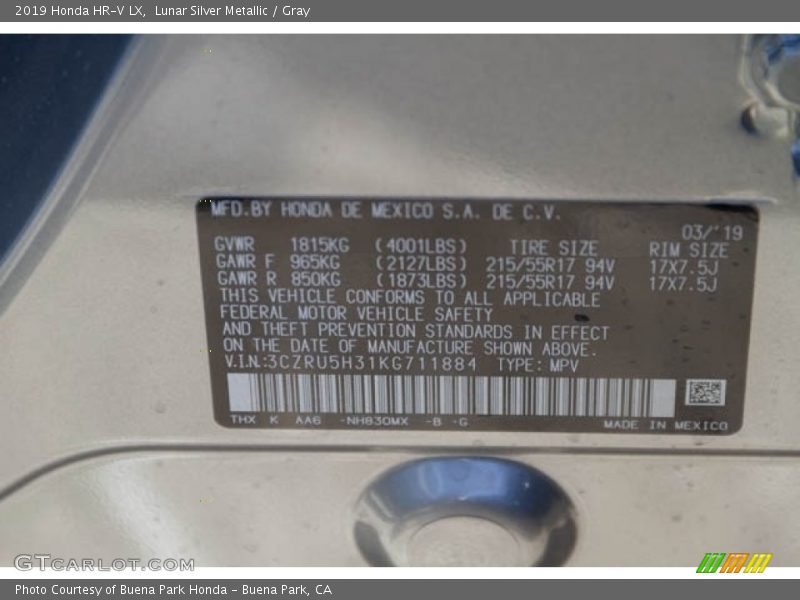 2019 Honda HR-V LX, Lunar Silver Metallic / Gray
MFD.BY HONDA DE MEXICO S.A. DE C.V.
03/'19
GVWR 1815KG (4001LBS) TIRE SIZE RIM SIZE
GAWR F 965KG (2127LBS) 215/55R17 94V 17X7.5J
GAWR R 850KG (1873LBS) 215/55R17 94V 17X7.5J
THIS VEHICLE CONFORMS TO ALL APPLICABLE
FEDERAL MOTOR VEHICLE SAFETY
AND THEFT PREVENTION STANDARDS IN EFFECT
ON THE DATE OF MANUFACTURE SHOWN ABOVE.
V.I.N:3CZRU5H31KG711884 TYPE: MPV
THX K AA6 -NH830MX -B -G MADE IN MEXICO
GTCARLOT.COM
Photo Courtesy of Buena Park Honda - Buena Park, CA